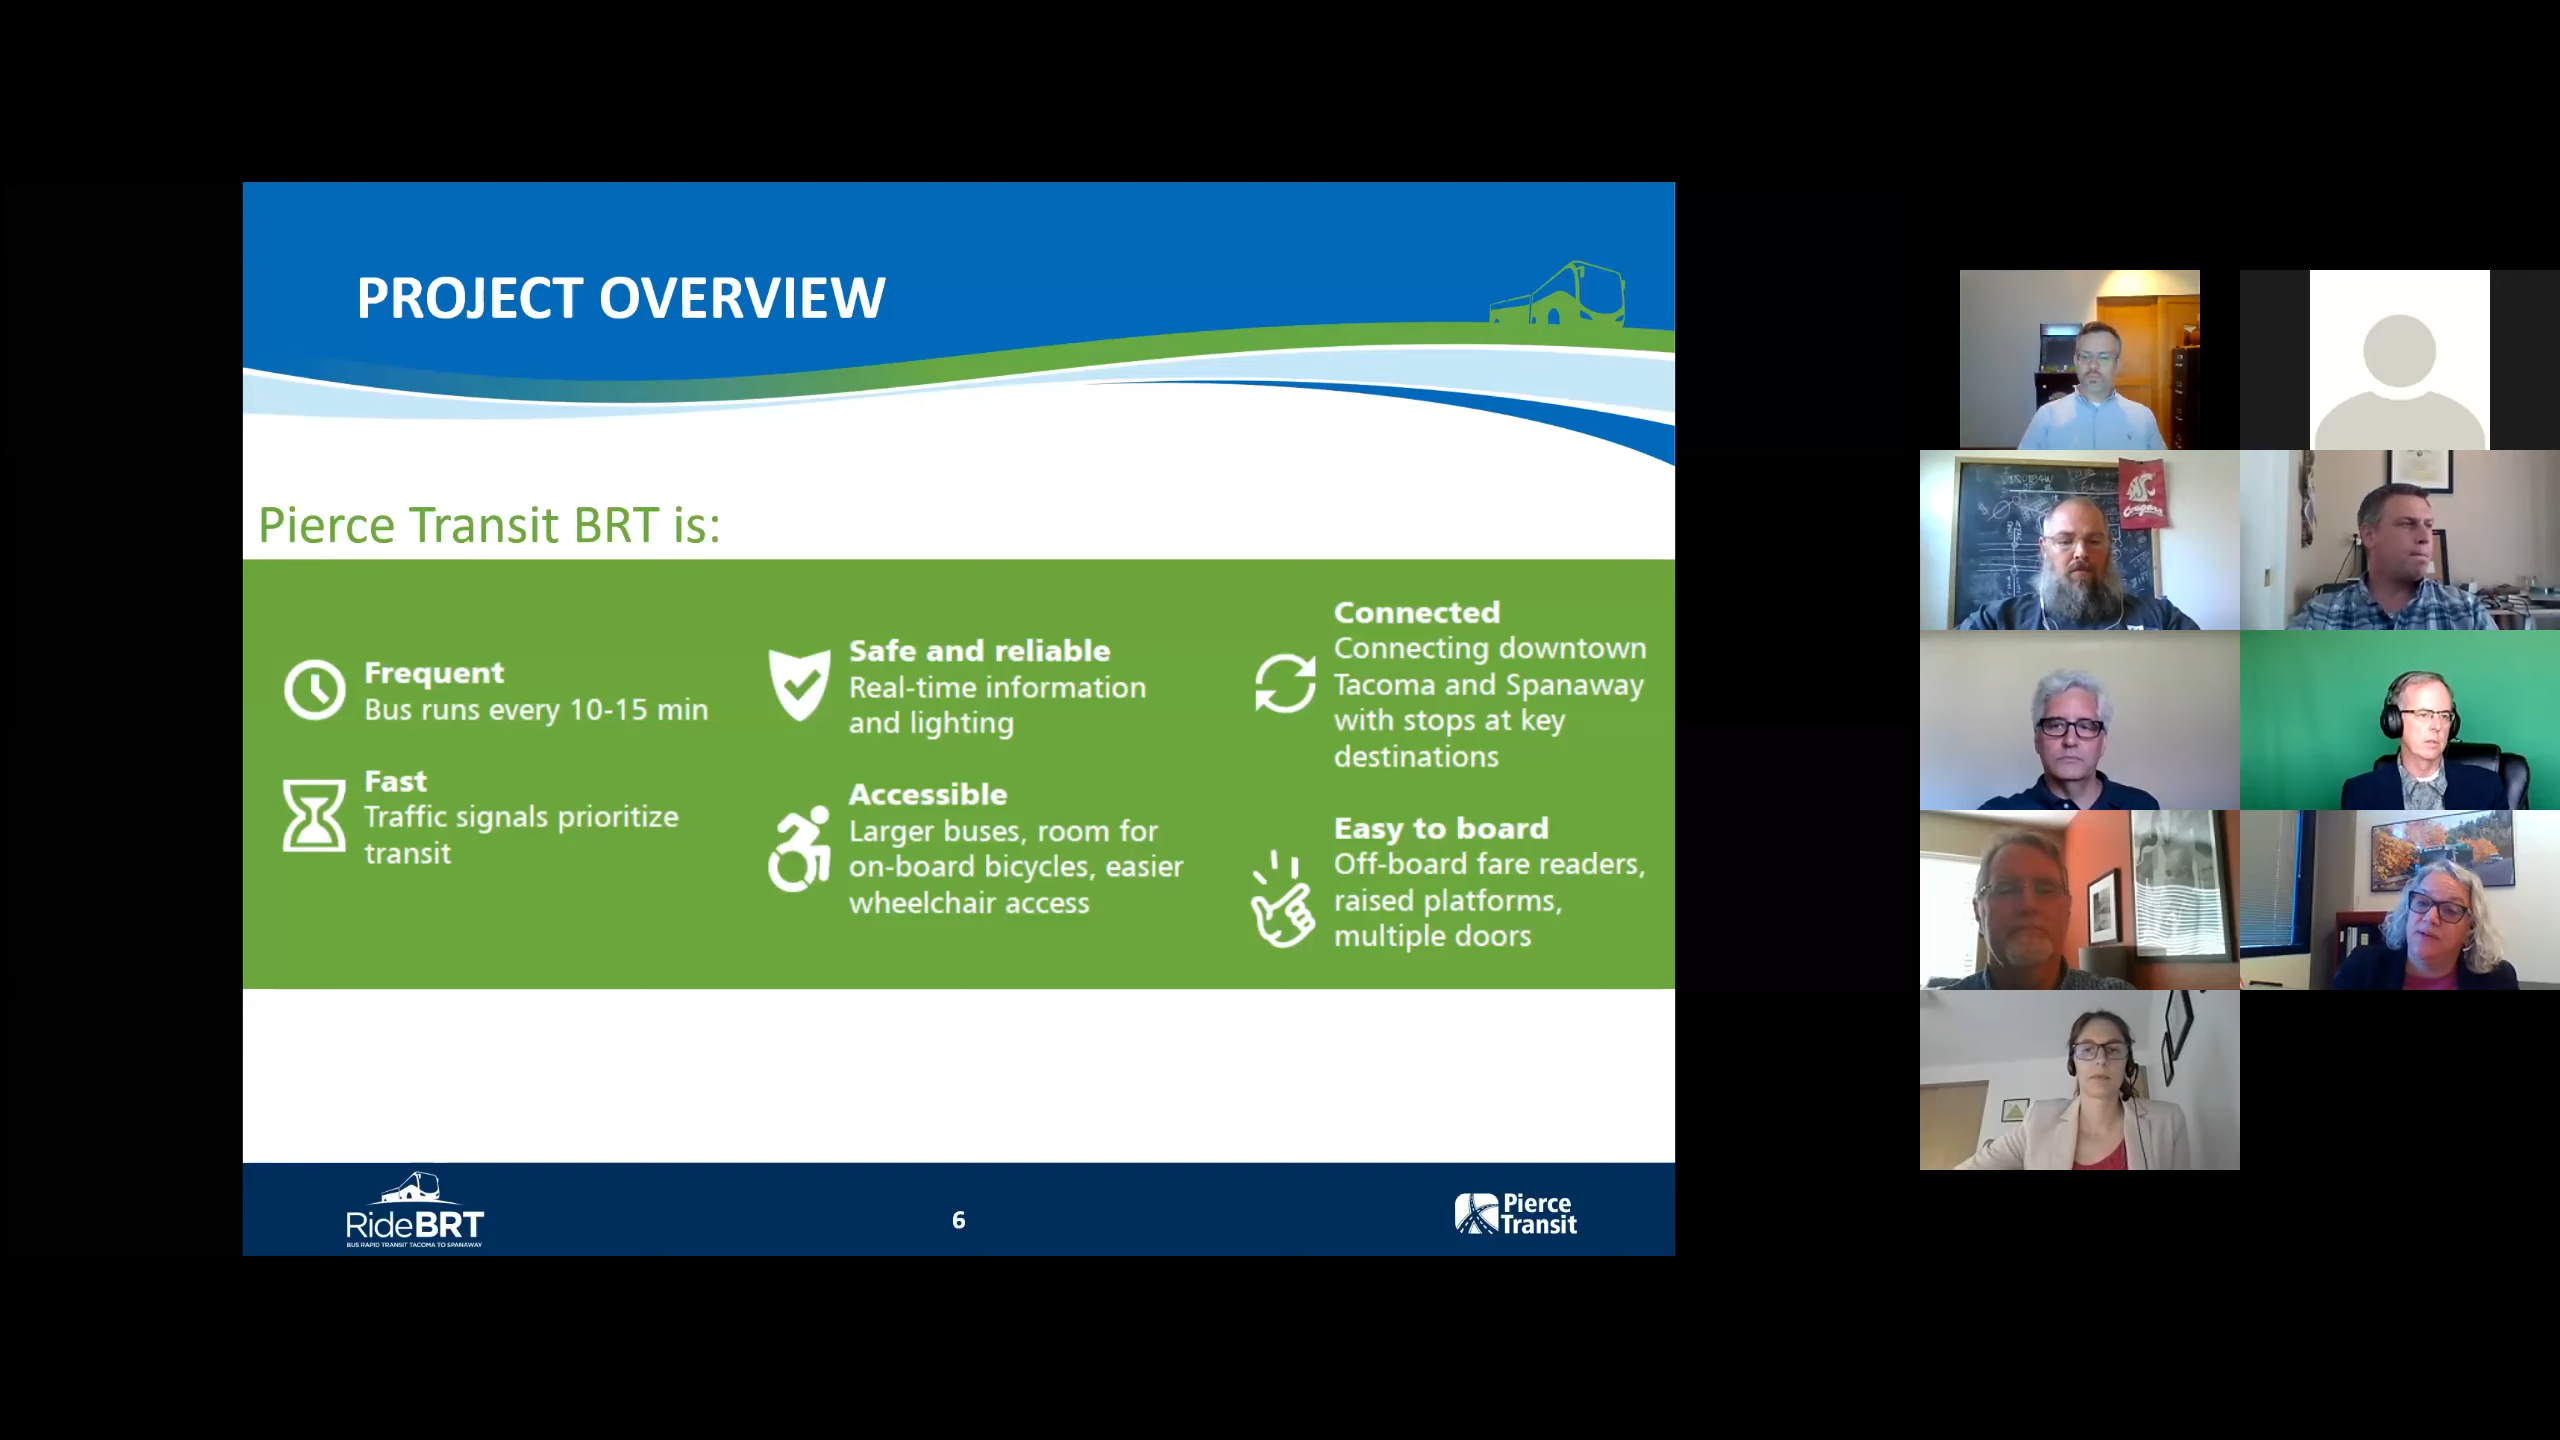 PROJECT OVERVIEW
Pierce Transit BRT is:
Frequent
Bus runs every 10-15 min
Fast
Traffic signals prioritize
transit
Safe and reliable
Real-time information
and lighting
Accessible
Larger buses, room for
on-board bicycles, easier
wheelchair access
Connected
Connecting downtown
Tacoma and Spanaway
with stops at key
destinations
Easy to board
Off-board fare readers,
raised platforms,
multiple doors
RideBRT
BUS RAPID TRANSIT TACOMA TO SPANAWAY
6
Pierce
Transit
Cougars